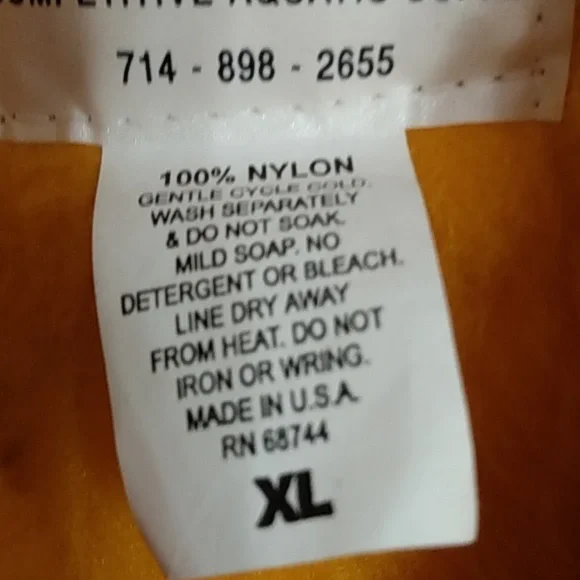 714 - 898 - 2655
100% NYLON
GENTLE CYCLE COLD.
WASH SEPARATELY
& DO NOT SOAK.
MILD SOAP. NO
DETERGENT OR BLEACH.
LINE DRY AWAY
FROM HEAT. DO NOT
IRON OR WRING.
MADE IN U.S.A.
RN 68744
XL